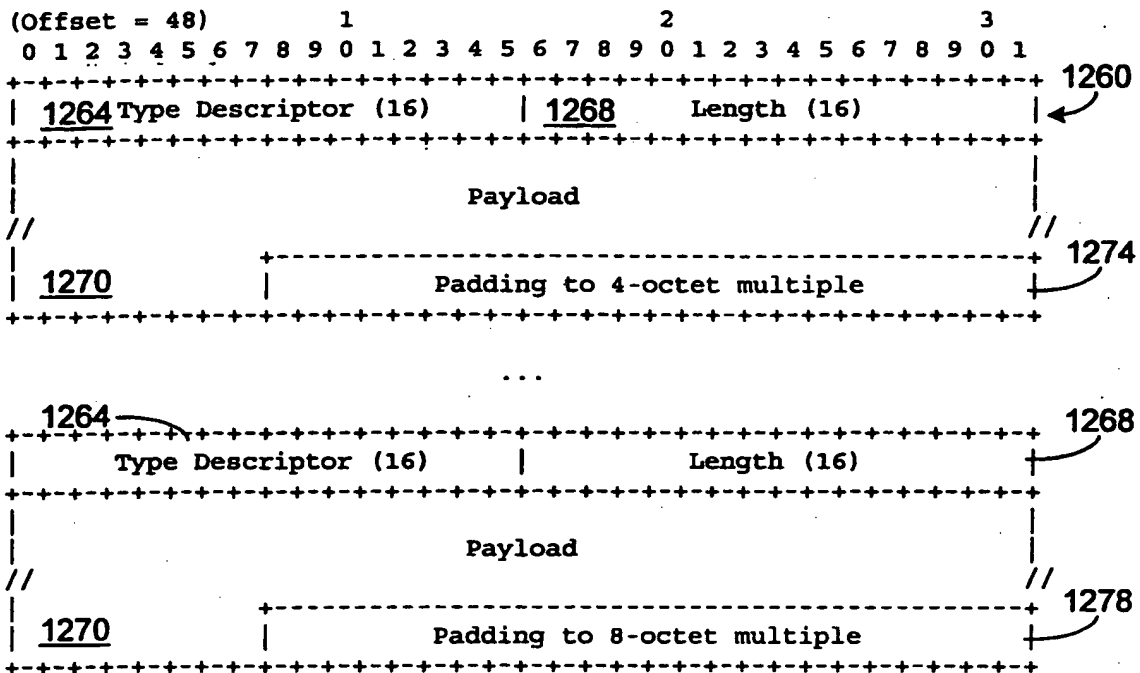 (Offset = 48) 1 2 3
0 1 2 3 4 5 6 7 8 9 0 1 2 3 4 5 6 7 8 9 0 1 2 3 4 5 6 7 8 9 0 1
+-+-+-+-+-+-+-+-+-+-+-+-+-+-+-+-+-+-+-+-+-+-+-+-+-+-+-+-+-+-+-+-+ 1260
| 1264 Type Descriptor (16) | 1268 Length (16) |
+-+-+-+-+-+-+-+-+-+-+-+-+-+-+-+-+-+-+-+-+-+-+-+-+-+-+-+-+-+-+-+-+
| Payload |
// //
| +-----------------------------------------------+ 1274
| 1270 | Padding to 4-octet multiple |
+-+-+-+-+-+-+-+-+-+-+-+-+-+-+-+-+-+-+-+-+-+-+-+-+-+-+-+-+-+-+-+-+
...
1264
+-+-+-+-+-+-+-+-+-+-+-+-+-+-+-+-+-+-+-+-+-+-+-+-+-+-+-+-+-+-+-+-+ 1268
| Type Descriptor (16) | Length (16) |
+-+-+-+-+-+-+-+-+-+-+-+-+-+-+-+-+-+-+-+-+-+-+-+-+-+-+-+-+-+-+-+-+
| Payload |
// //
| +-----------------------------------------------+ 1278
| 1270 | Padding to 8-octet multiple |
+-+-+-+-+-+-+-+-+-+-+-+-+-+-+-+-+-+-+-+-+-+-+-+-+-+-+-+-+-+-+-+-+